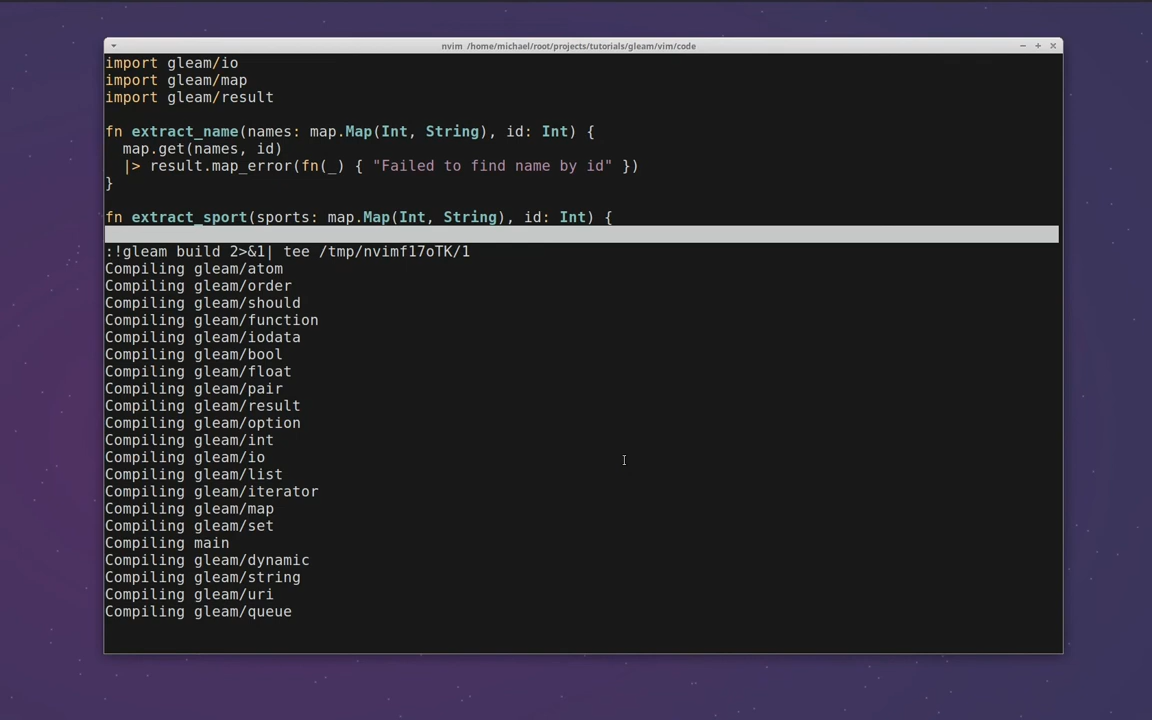 nvim /home/michael/root/projects/tutorials/gleam/vim/code
import gleam/io
import gleam/map
import gleam/result
fn extract_name(names: map.Map(Int, String), id: Int) {
  map.get(names, id)
  |> result.map_error(fn(_) { "Failed to find name by id" })
}
fn extract_sport(sports: map.Map(Int, String), id: Int) {
:!gleam build 2>&1| tee /tmp/nvimf17oTK/1
Compiling gleam/atom
Compiling gleam/order
Compiling gleam/should
Compiling gleam/function
Compiling gleam/iodata
Compiling gleam/bool
Compiling gleam/float
Compiling gleam/pair
Compiling gleam/result
Compiling gleam/option
Compiling gleam/int
Compiling gleam/io
Compiling gleam/list
Compiling gleam/iterator
Compiling gleam/map
Compiling gleam/set
Compiling main
Compiling gleam/dynamic
Compiling gleam/string
Compiling gleam/uri
Compiling gleam/queue